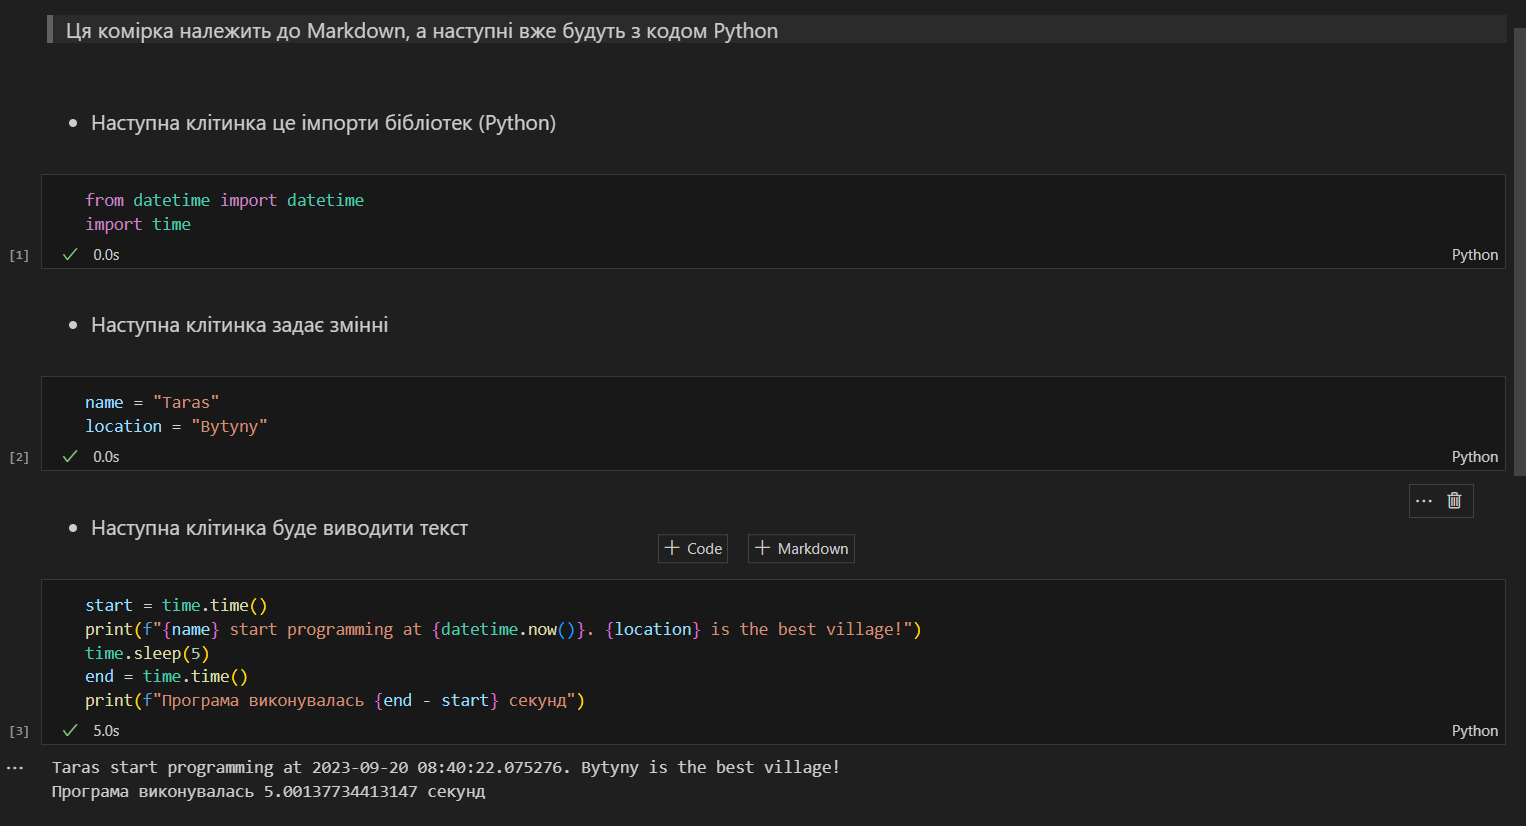 Ця комірка належить до Markdown, а наступні вже будуть з кодом Python
Наступна клітинка це імпорти бібліотек (Python)
from datetime import datetime
import time
[1]
0.0s
Python
Наступна клітинка задає змінні
name = "Taras"
location = "Bytyny"
[2]
0.0s
Python
Наступна клітинка буде виводити текст
Code
Markdown
start = time.time()
print(f"{name} start programming at {datetime.now()}. {location} is the best village!")
time.sleep(5)
end = time.time()
print(f"Програма виконувалась {end - start} секунд")
[3]
5.0s
Python
Taras start programming at 2023-09-20 08:40:22.075276. Bytyny is the best village!
Програма виконувалась 5.00137734413147 секунд